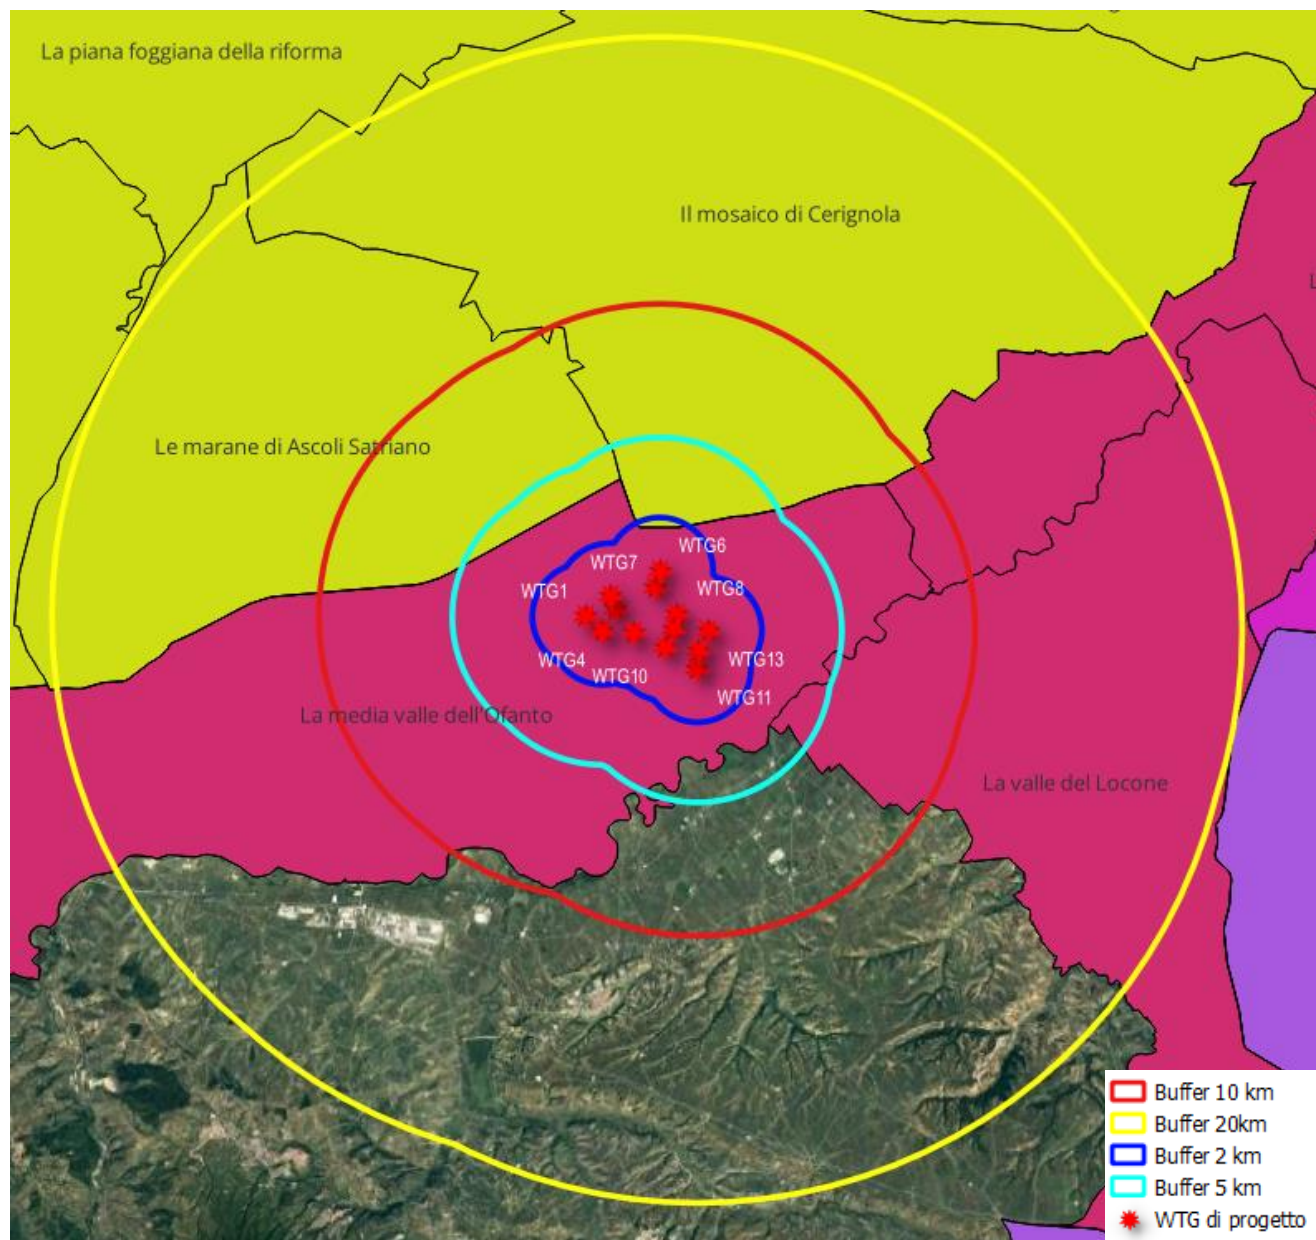 La piana foggiana della riforma
Il mosaico di Cerignola
Le marane di Ascoli Satriano
WTG6
WTG7
WTG8
WTG1
WTG4
WTG13
WTG10
WTG11
La media valle dell'Ofanto
La valle del Locone
Buffer 10 km
Buffer 20km
Buffer 2 km
Buffer 5 km
WTG di progetto